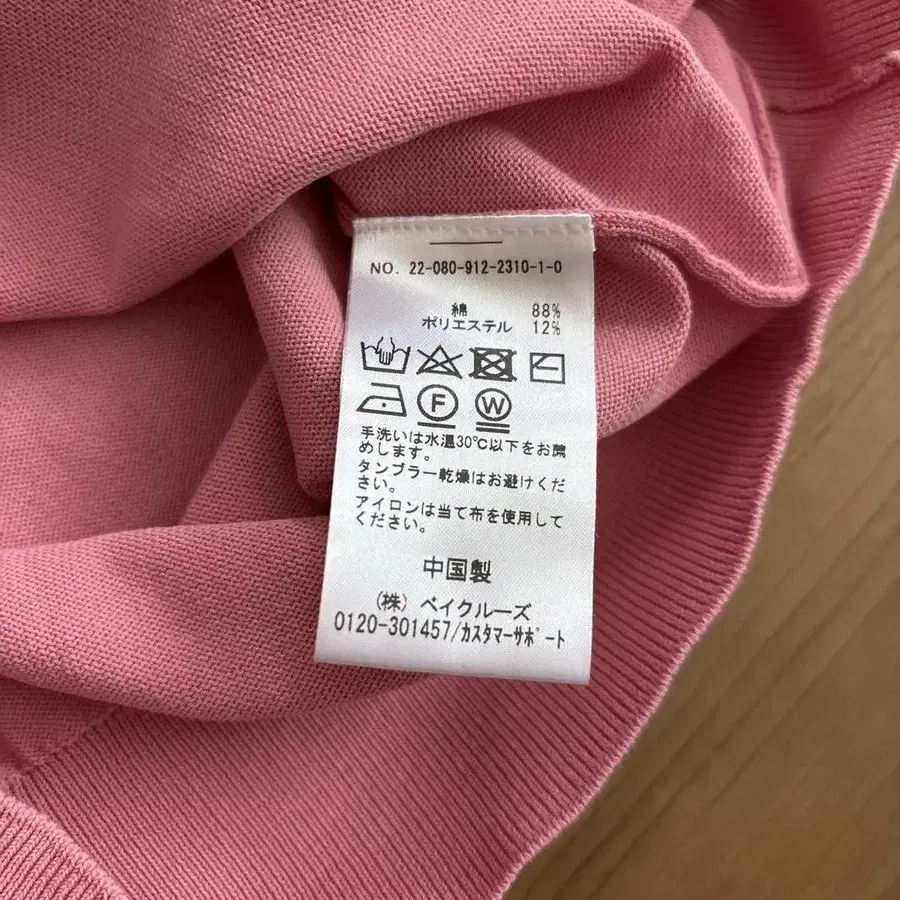 NO. 22-080-912-2310-1-0
綿 88%
ポリエステル 12%
F W
手洗いは水温30℃以下をお薦
めします。
タンブラー乾燥はお避けくだ
さい。
アイロンは当て布を使用して
ください。
中国製
(株) ベイクルーズ
0120-301457/カスタマーサポート